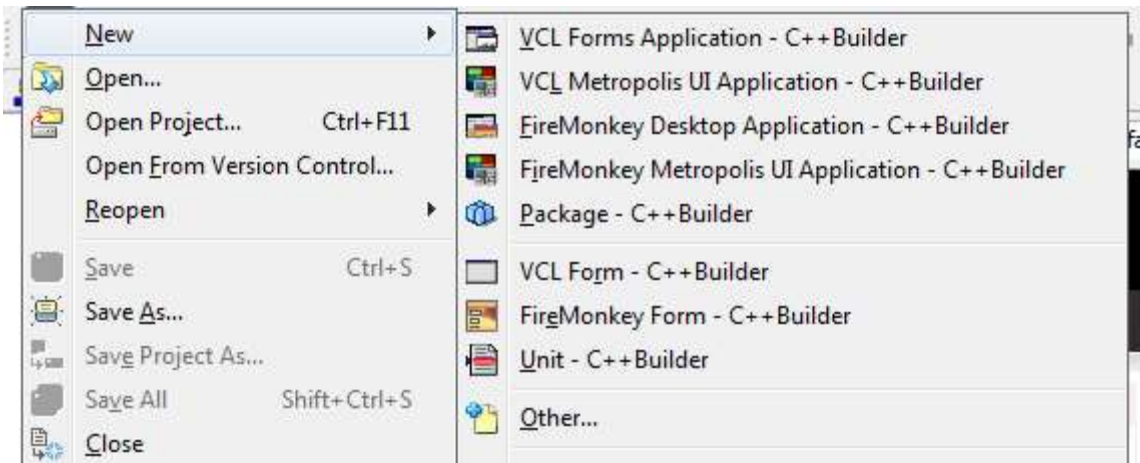 New
Open...
Open Project... Ctrl+F11
Open From Version Control...
Reopen
Save Ctrl+S
Save As...
Save Project As...
Save All Shift+Ctrl+S
Close
VCL Forms Application - C++Builder
VCL Metropolis UI Application - C++Builder
FireMonkey Desktop Application - C++Builder
FireMonkey Metropolis UI Application - C++Builder
Package - C++Builder
VCL Form - C++Builder
FireMonkey Form - C++Builder
Unit - C++Builder
Other...